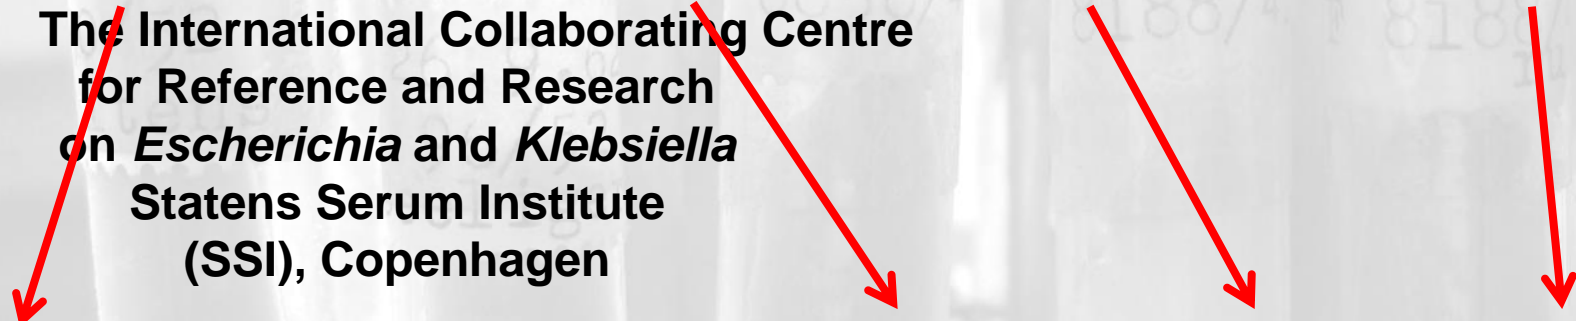 The International Collaborating Centre
for Reference and Research
on Escherichia and Klebsiella
Statens Serum Institute
(SSI), Copenhagen